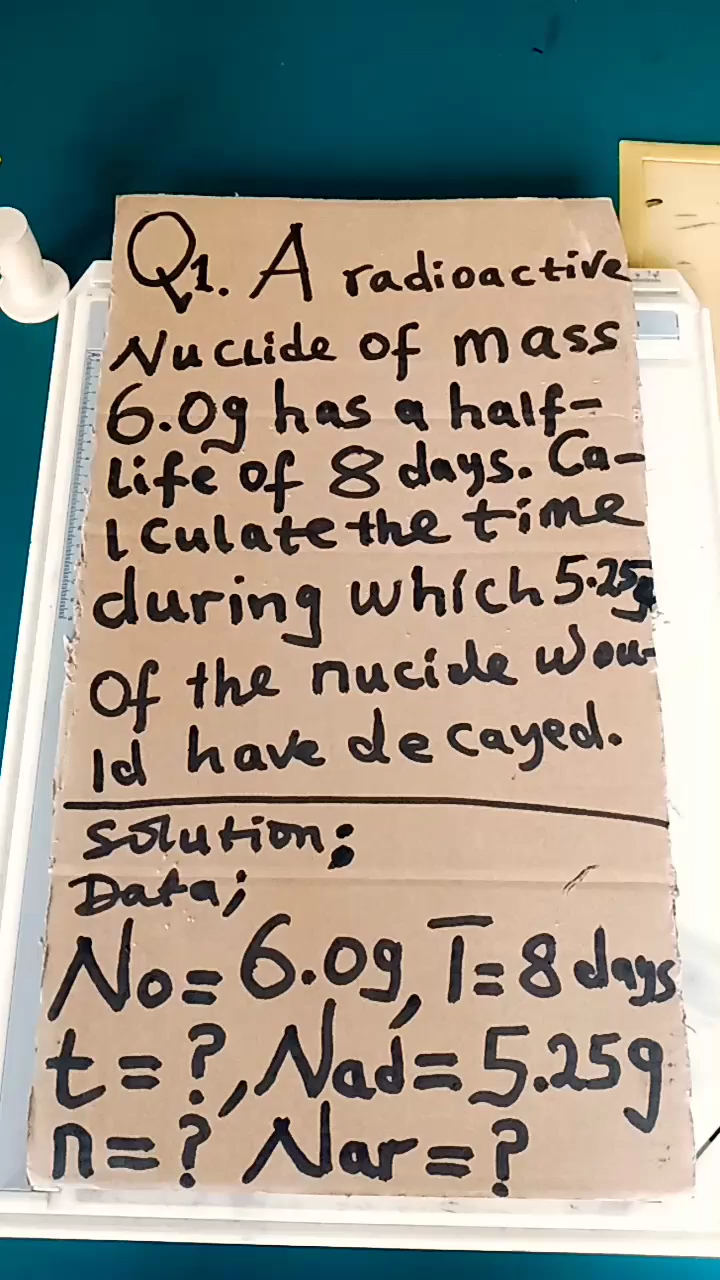 Q1. A radioactive
Nuclide of mass
6.0g has a half-
life of 8 days. Ca-
lculate the time
during which 5.25g
Of the nucide wou-
ld have decayed.
Solution;
Data;
No= 6.0g, T=8 days
t=?, Nad=5.25g
n=? Nar=?